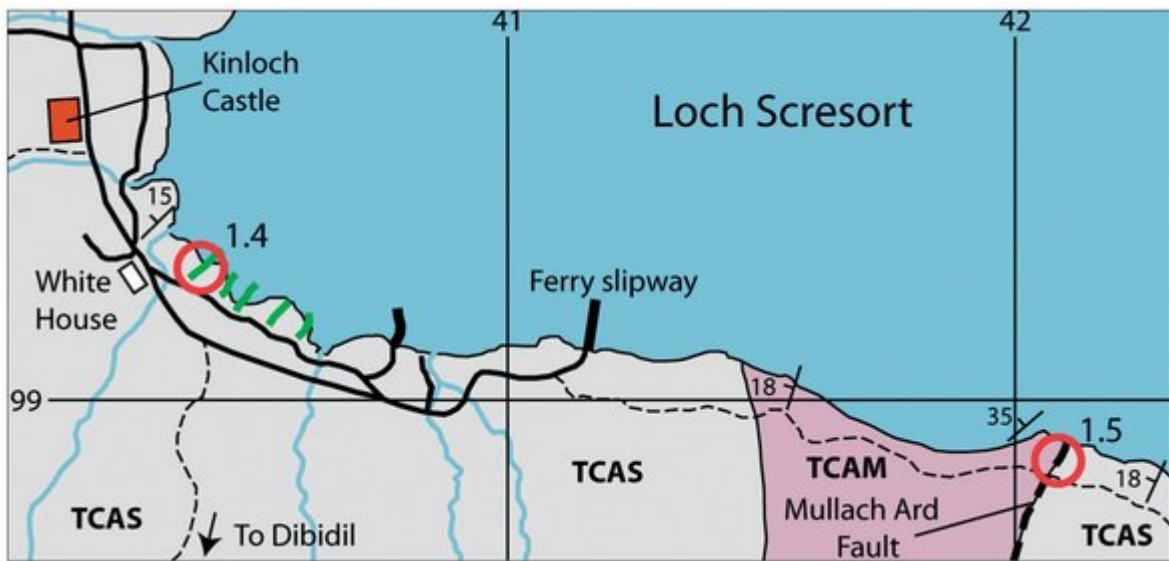 41
42
Kinloch
Castle
Loch Scresort
15
1.4
White
House
Ferry slipway
99
18
35
1.5
TCAS
TCAM
18
Mullach Ard
Fault
TCAS
To Dibidil
TCAS